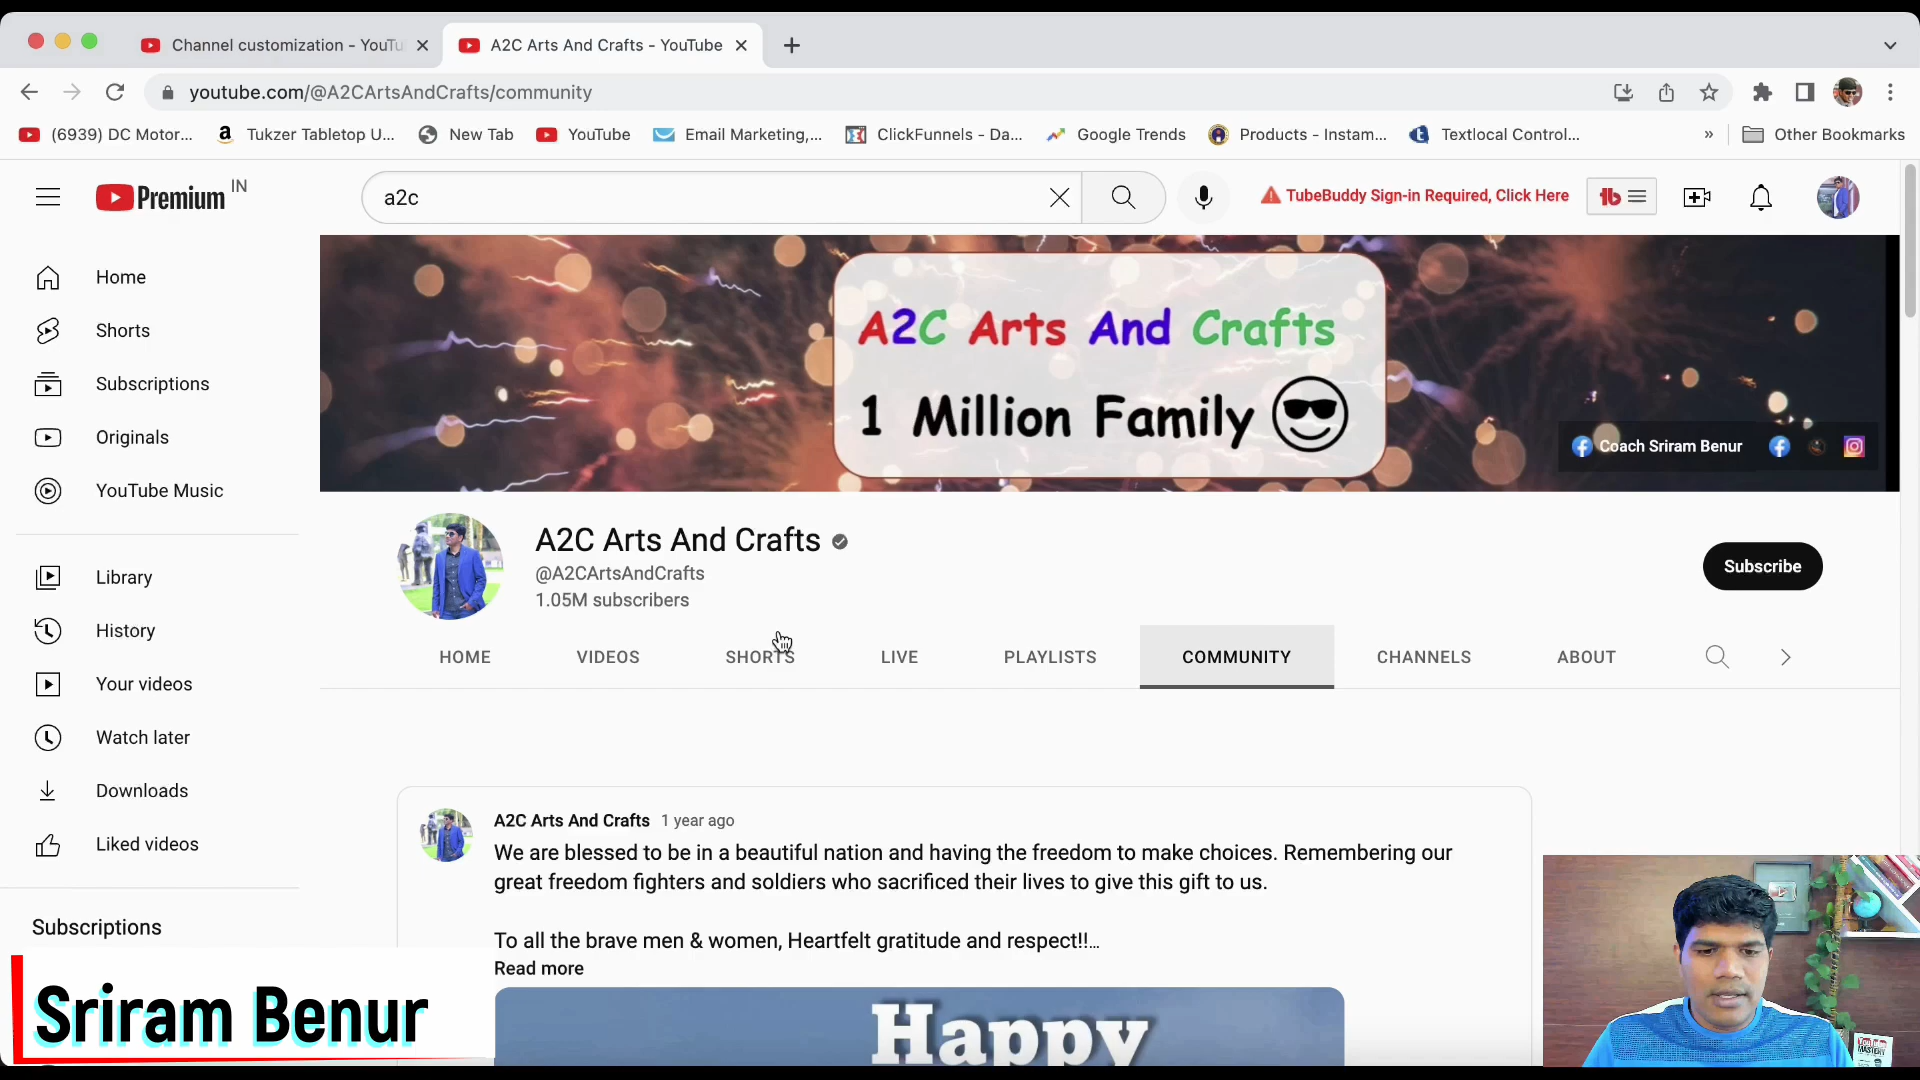 Channel customization - YouTu
A2C Arts And Crafts - YouTube
youtube.com/@A2CArtsAndCrafts/community
(6939) DC Motor...
Tukzer Tabletop U...
New Tab
YouTube
Email Marketing,...
ClickFunnels - Da...
Google Trends
Products - Instam...
Textlocal Control...
»
Other Bookmarks
Premium IN
a2c
TubeBuddy Sign-in Required, Click Here
tb
Home
Shorts
Subscriptions
Originals
YouTube Music
Library
History
Your videos
Watch later
Downloads
Liked videos
Subscriptions
A2C Arts And Crafts
1 Million Family
Coach Sriram Benur
A2C Arts And Crafts
@A2CArtsAndCrafts
1.05M subscribers
Subscribe
HOME VIDEOS SHORTS LIVE PLAYLISTS COMMUNITY CHANNELS ABOUT
A2C Arts And Crafts 1 year ago
We are blessed to be in a beautiful nation and having the freedom to make choices. Remembering our
great freedom fighters and soldiers who sacrificed their lives to give this gift to us.
To all the brave men & women, Heartfelt gratitude and respect!!...
Read more
Happy
Sriram Benur